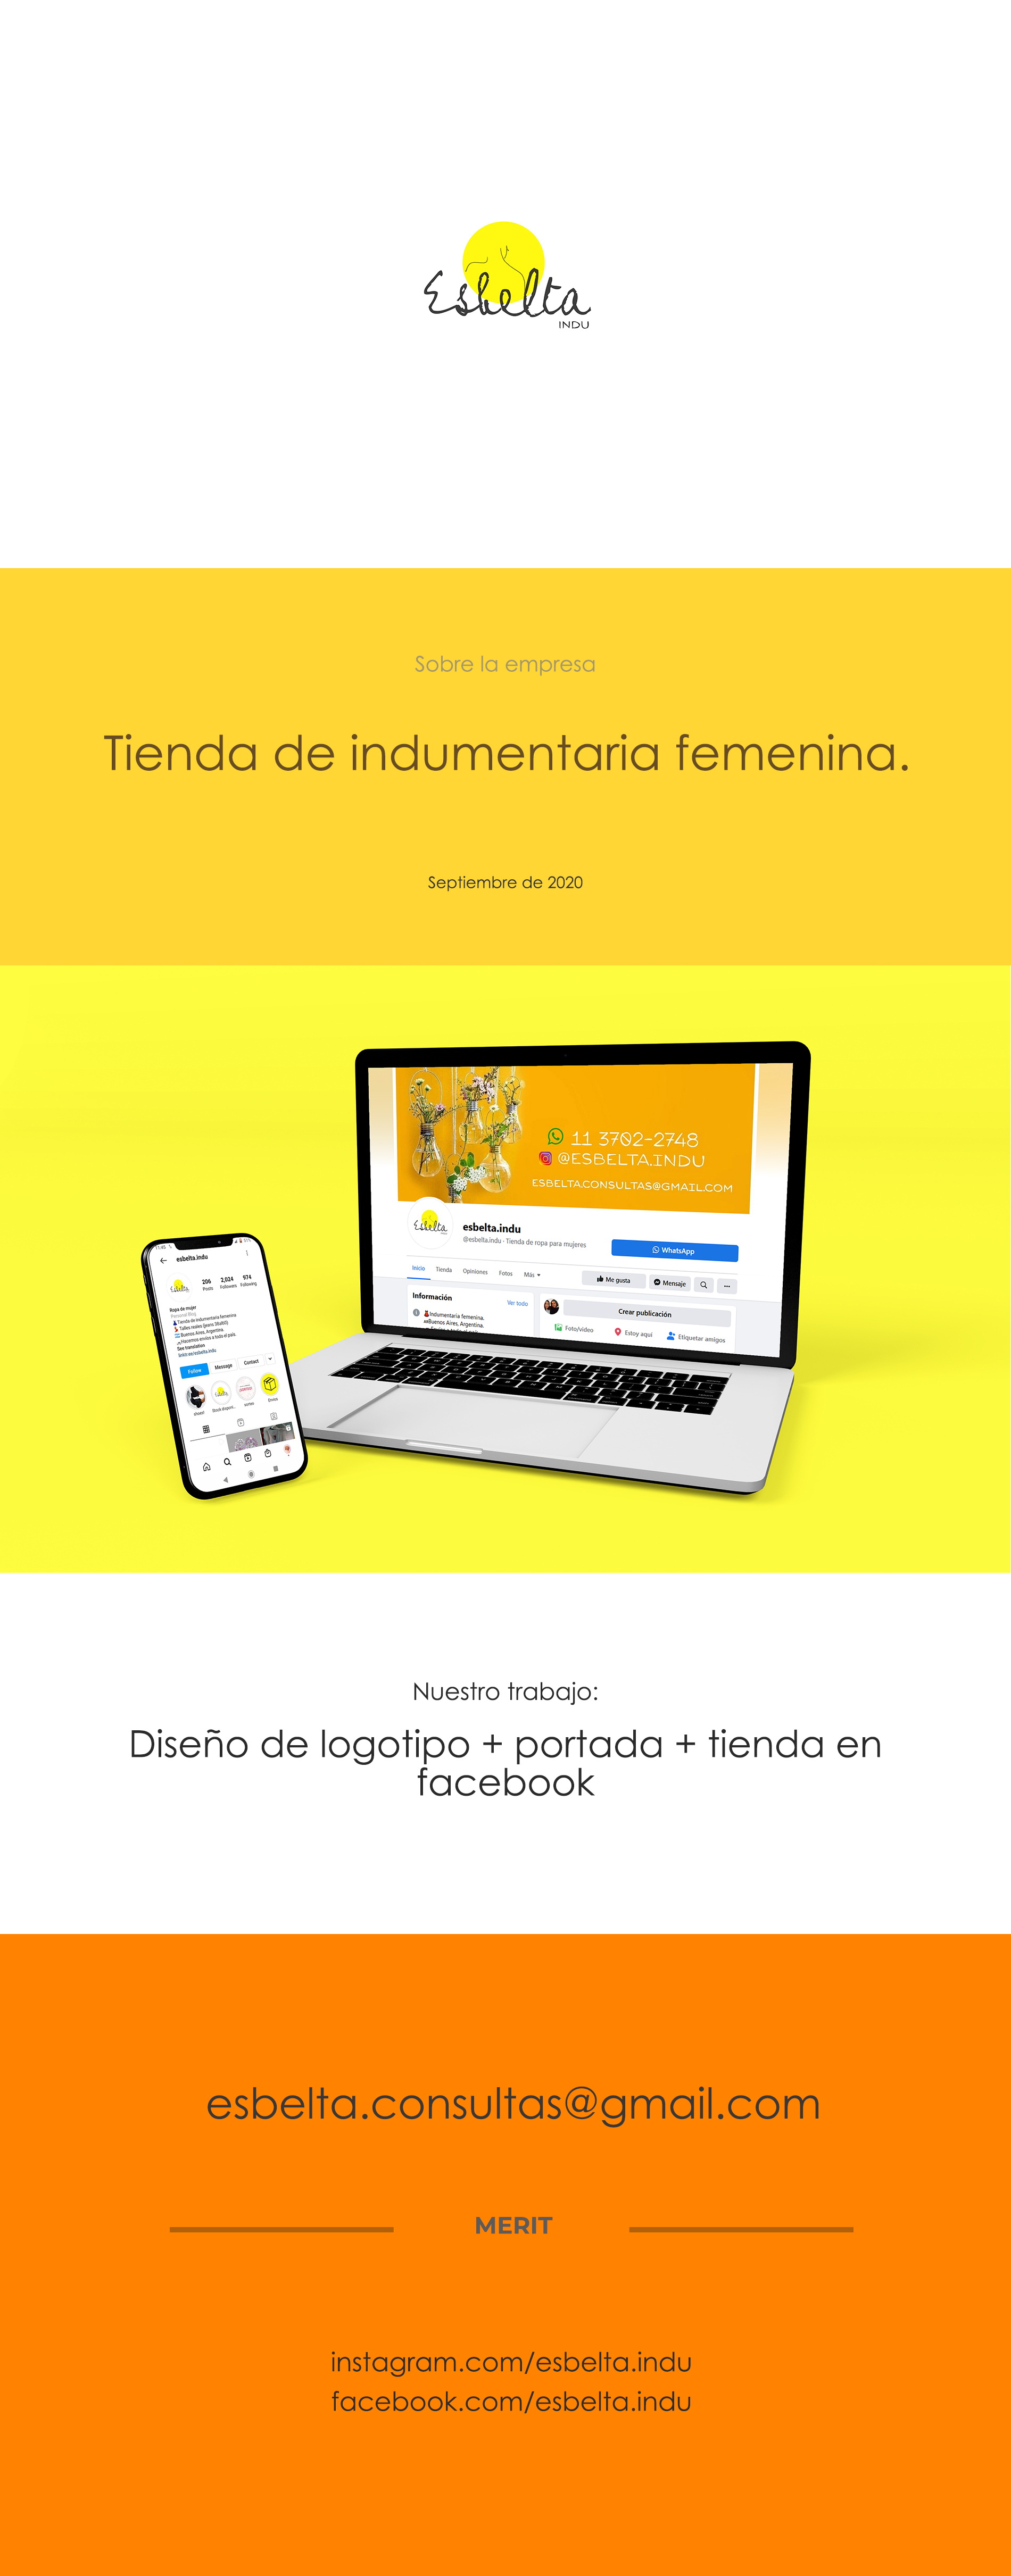 Esbelta
INDU
Sobre la empresa
Tienda de indumentaria femenina.
Septiembre de 2020
11 3702-2748
@ESBELTA.INDU
ESBELTA.CONSULTAS@GMAIL.COM
Esbelta
esbelta.indu
@esbelta.indu · Tienda de ropa para mujeres
WhatsApp
Inicio Tienda Opiniones Fotos Más
Me gusta Mensaje
Información Ver todo
Indumentaria femenina.
Buenos Aires, Argentina.
Crear publicación
Foto/video Estoy aquí Etiquetar amigos
11:45
esbelta.indu
206 2,024 974
Posts Followers Following
Ropa de mujer
Personal Blog
Tienda de indumentaria femenina
Buenos Aires, Argentina.
Hacemos envíos a todo el país.
See translation
Follow Message Contact
Envios
Nuestro trabajo:
Diseño de logotipo + portada + tienda en
facebook
esbelta.consultas@gmail.com
MERIT
instagram.com/esbelta.indu
facebook.com/esbelta.indu